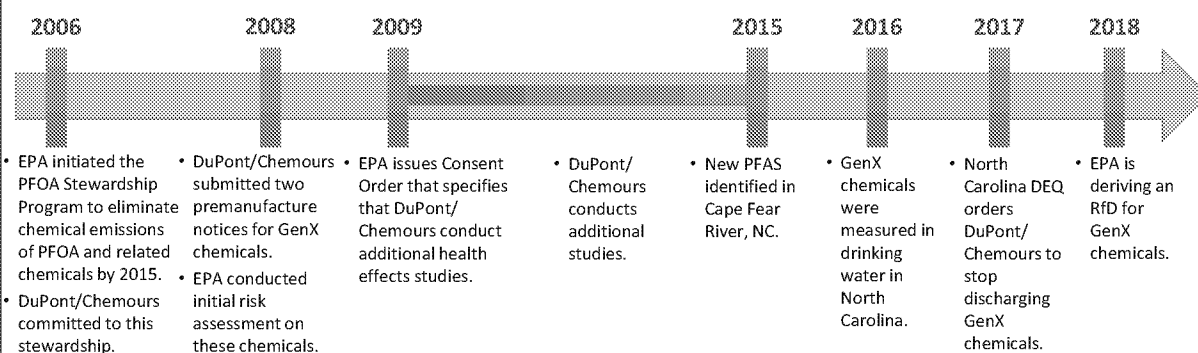 2006
2008
2009
2015
2016
2017
2018
• EPA initiated the
PFOA Stewardship
Program to eliminate
chemical emissions
of PFOA and related
chemicals by 2015.
• DuPont/Chemours
committed to this
stewardship.
• DuPont/Chemours
submitted two
premanufacture
notices for GenX
chemicals.
• EPA conducted
initial risk
assessment on
these chemicals.
• EPA issues Consent
Order that specifies
that DuPont/
Chemours conduct
additional health
effects studies.
• DuPont/
Chemours
conducts
additional
studies.
• New PFAS
identified in
Cape Fear
River, NC.
• GenX
chemicals
were
measured in
drinking
water in
North
Carolina.
• North
Carolina DEQ
orders
DuPont/
Chemours to
stop
discharging
GenX
chemicals.
• EPA is
deriving an
RfD for
GenX
chemicals.